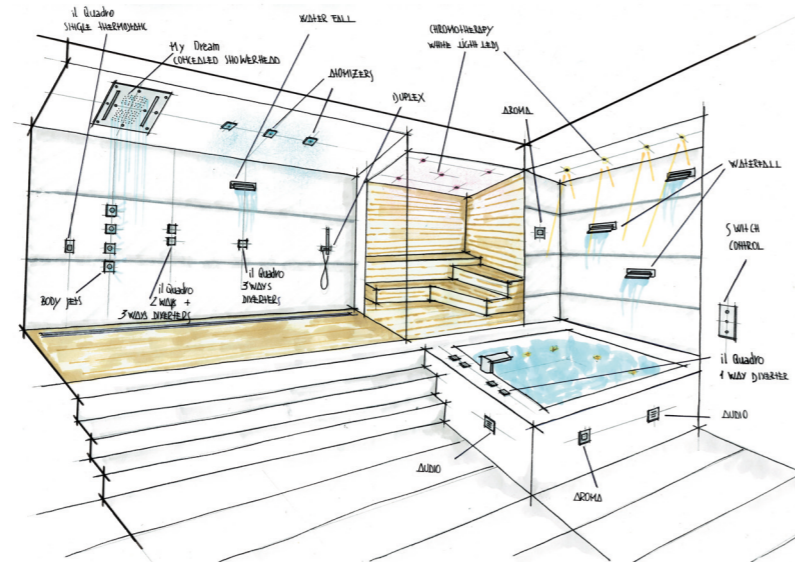 il Quadro
SINGLE THERMOSTATIC
My Dream
CONCEALED SHOWERHEAD
WATER FALL
ATOMIZERS
DUPLEX
CHROMOTHERAPY
WHITE LIGHT LEDS
AROMA
WATERFALL
SWITCH
CONTROL
BODY JETS
il Quadro
2 WAYS +
3 WAYS DIVERTERS
il Quadro
3 WAYS
DIVERTERS
il Quadro
1 WAY DIVERTER
AUDIO
AROMA
AUDIO